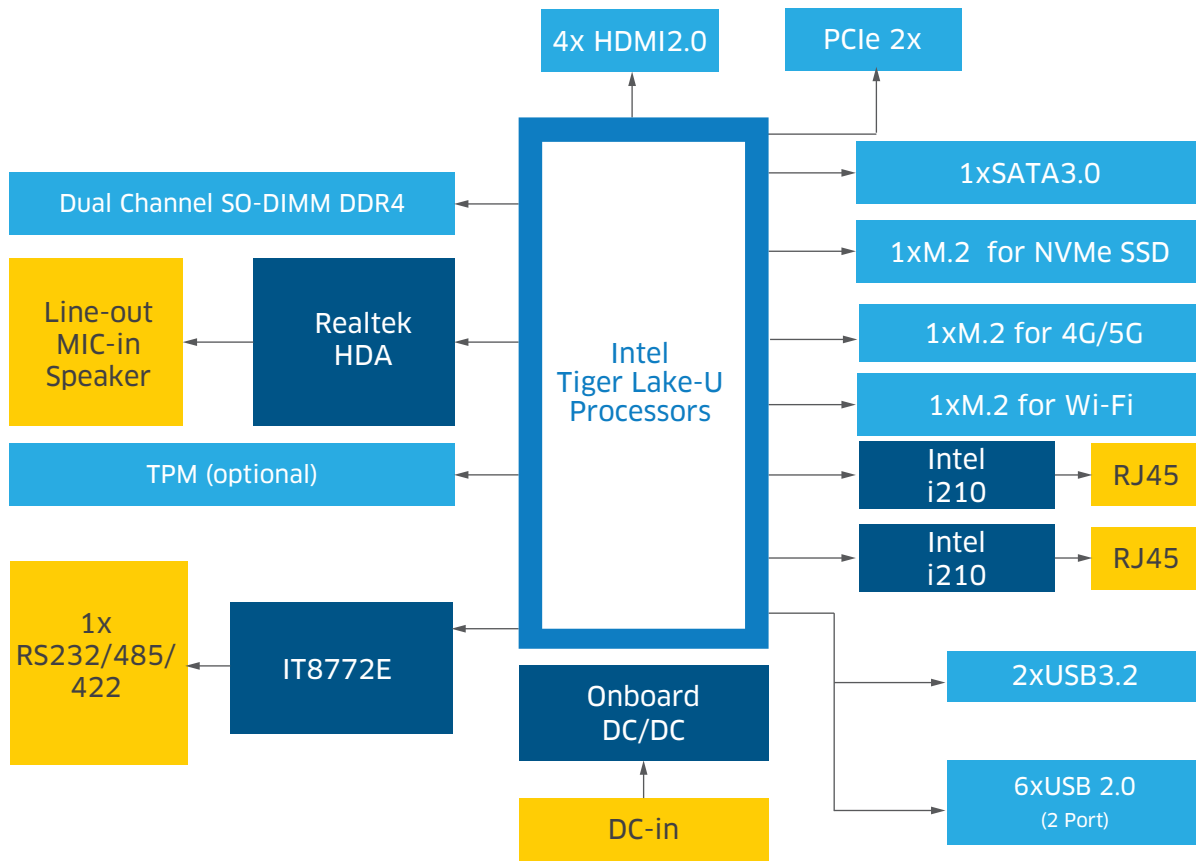 4x HDMI2.0
PCIe 2x
Dual Channel SO-DIMM DDR4
1xSATA3.0
1xM.2 for NVMe SSD
Line-out
MIC-in
Speaker
Realtek
HDA
Intel
Tiger Lake-U
Processors
1xM.2 for 4G/5G
1xM.2 for Wi-Fi
TPM (optional)
Intel
i210
RJ45
Intel
i210
RJ45
1x
RS232/485/
422
IT8772E
Onboard
DC/DC
2xUSB3.2
DC-in
6xUSB 2.0
(2 Port)